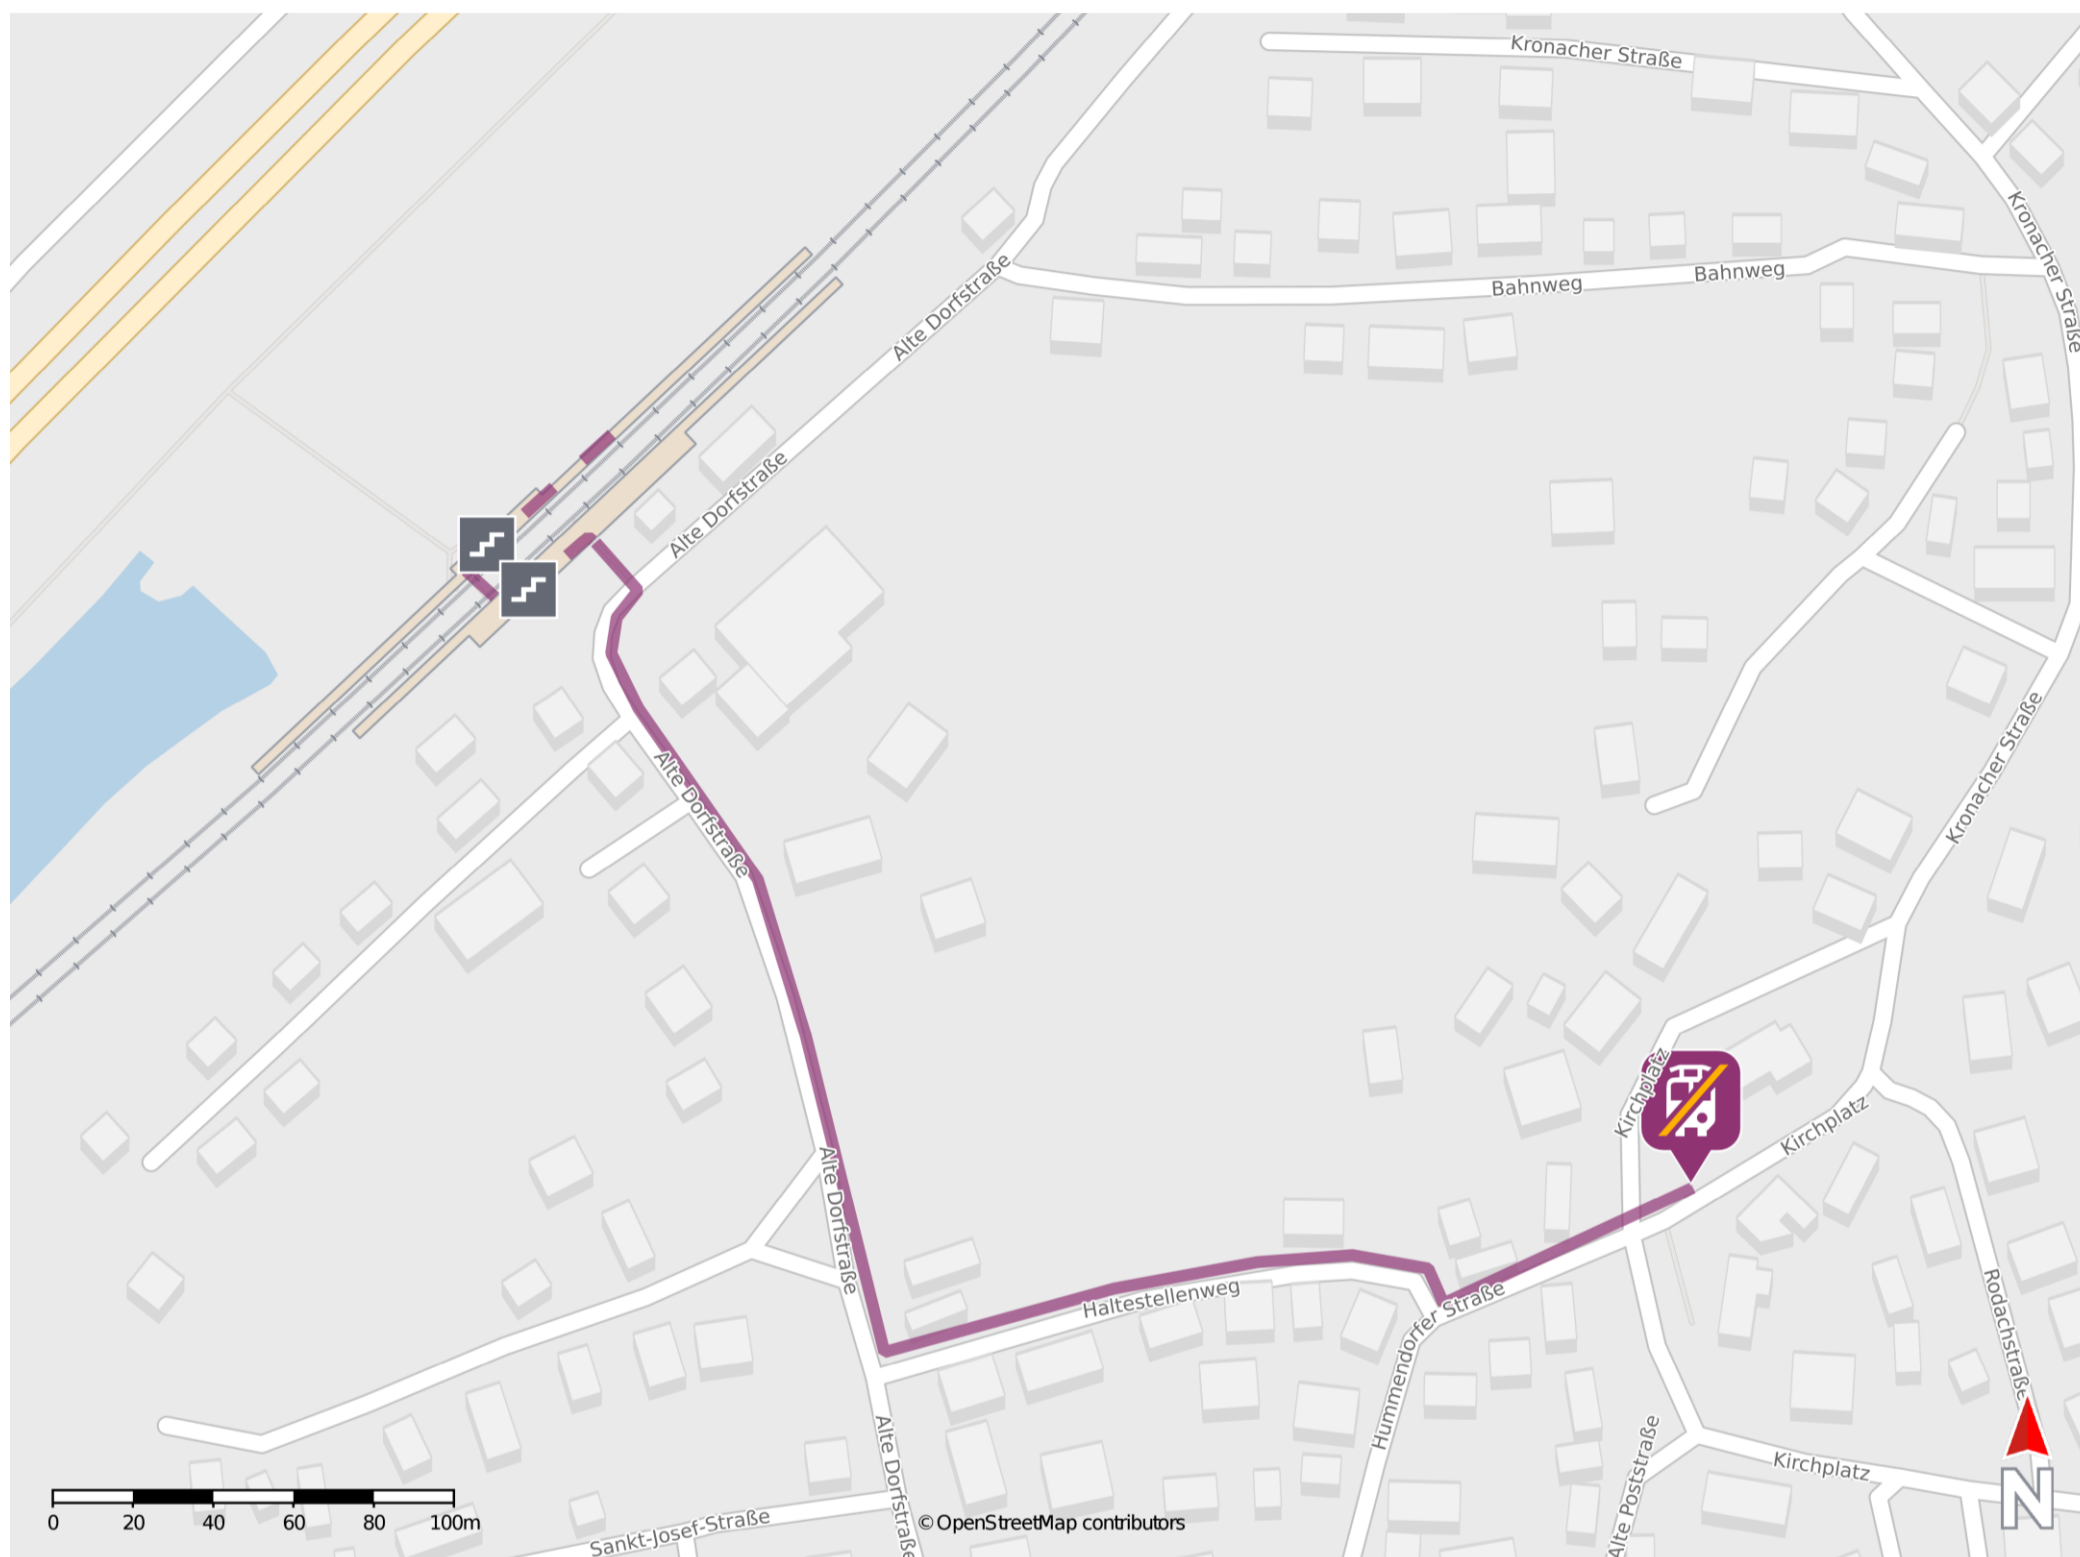 Kronacher Straße
Kronacher Straße
Alte Dorfstraße
Bahnweg
Bahnweg
Alte Dorfstraße
Kronacher Straße
Alte Dorfstraße
Kirchplatz
Kirchplatz
Alte Dorfstraße
Haltestellenweg
Hummendorfer Straße
Rodachstraße
Alte Dorfstraße
Alte Poststraße
Kirchplatz
Sankt-Josef-Straße
0 20 40 60 80 100m
© OpenStreetMap contributors
N